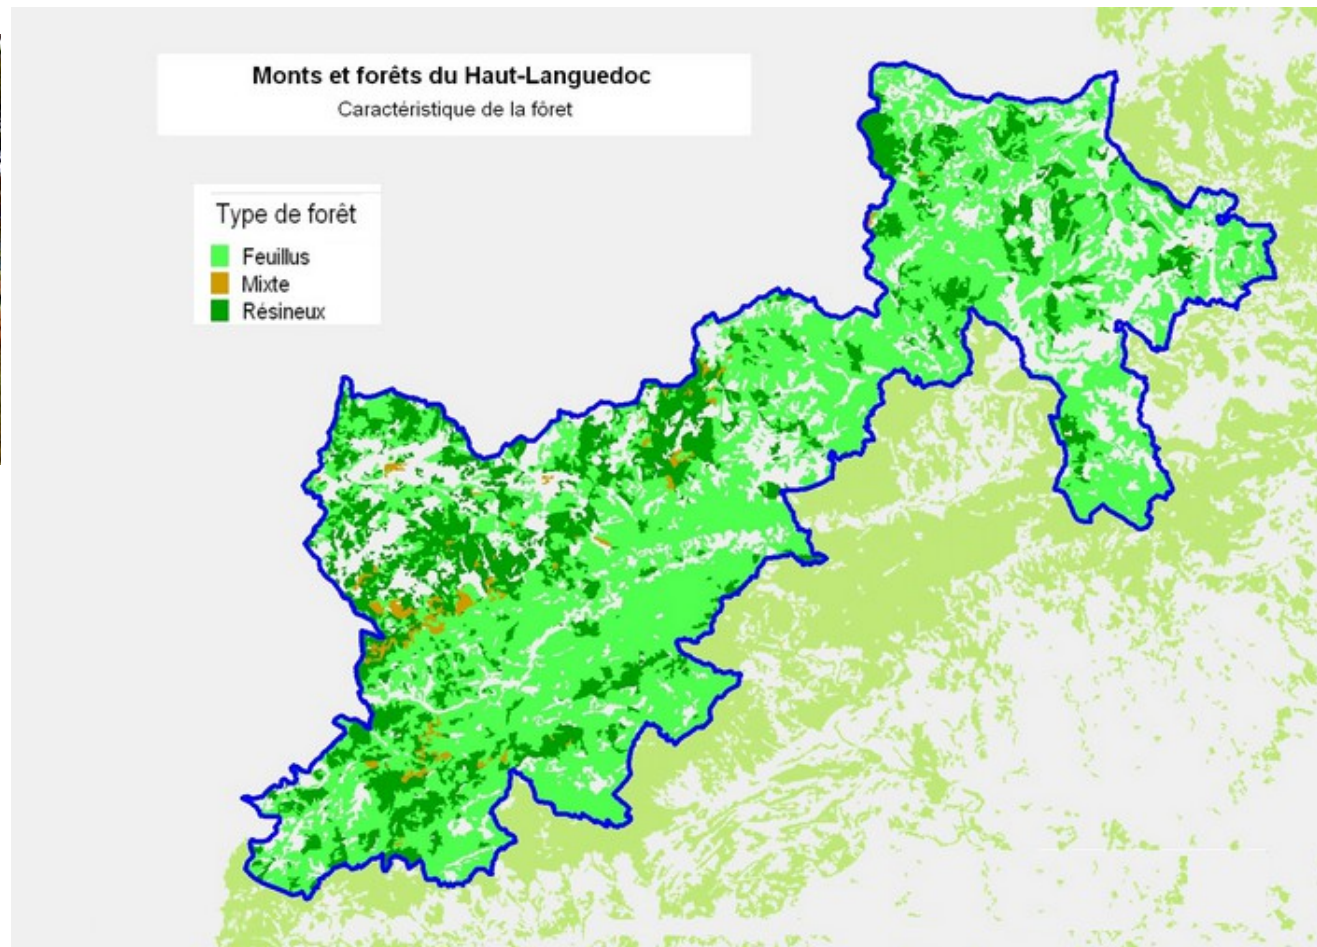 Monts et forêts du Haut-Languedoc
Caractéristique de la fôret
Type de forêt
Feuillus
Mixte
Résineux